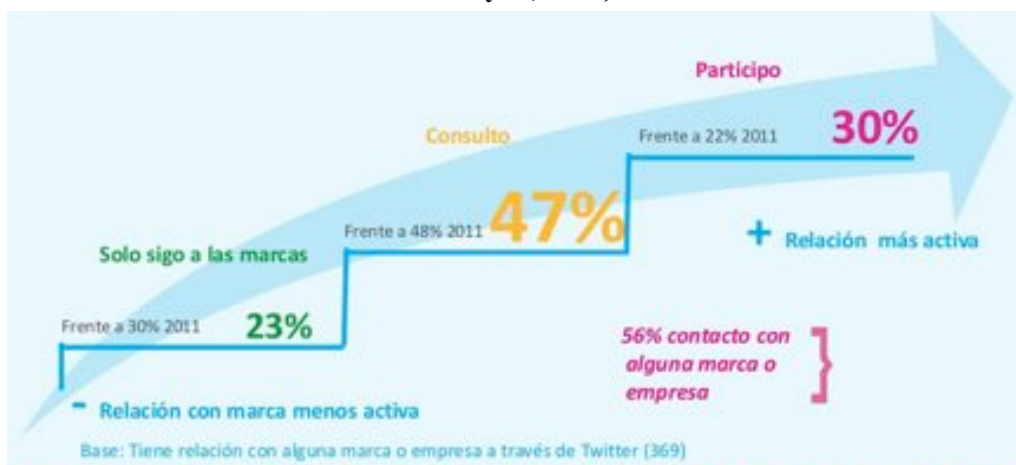 Participo
Frente a 22% 2011 30%
Consulto
Frente a 48% 2011 47%
+ Relación más activa
Solo sigo a las marcas
Frente a 30% 2011 23%
56% contacto con
alguna marca o
empresa
- Relación con marca menos activa
Base: Tiene relación con alguna marca o empresa a través de Twitter (369)